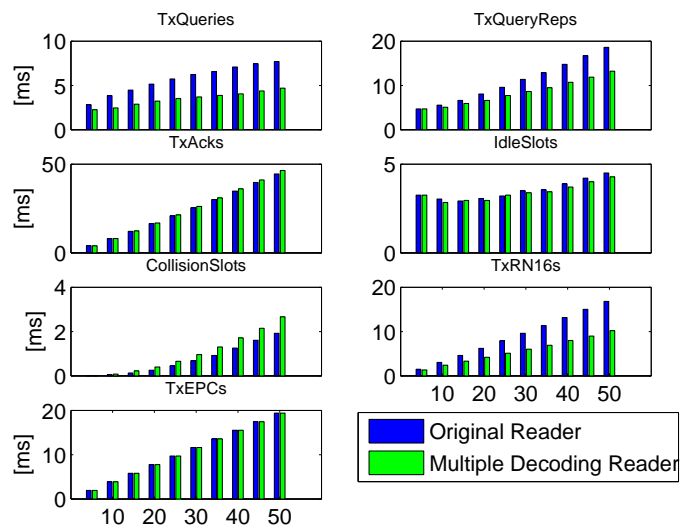 TxQueries
10
5
0
[ms]
TxQueryReps
20
10
0
TxAcks
50
0
[ms]
IdleSlots
5
0
CollisionSlots
4
2
0
[ms]
TxRN16s
20
10
0
10 20 30 40 50
TxEPCs
20
10
0
[ms]
10 20 30 40 50
Original Reader
Multiple Decoding Reader